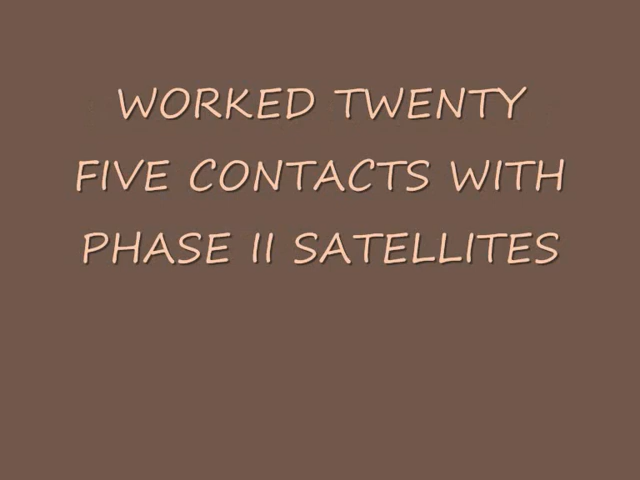 WORKED TWENTY
FIVE CONTACTS WITH
PHASE II SATELLITES